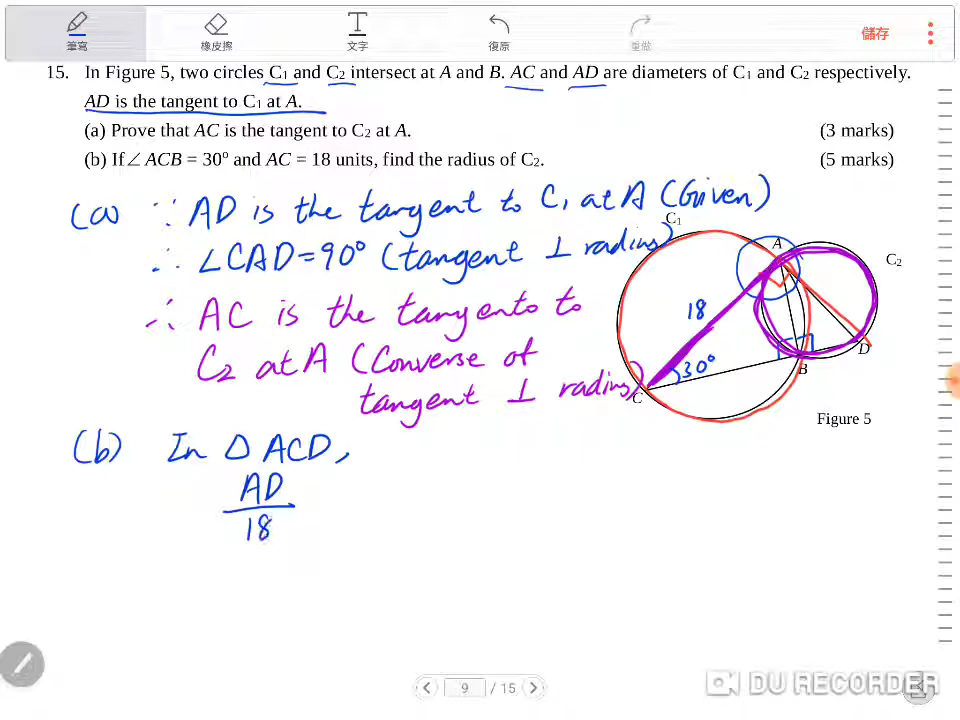 筆寫 橡皮擦 文字 復原 重做 儲存
15. In Figure 5, two circles C₁ and C₂ intersect at A and B. AC and AD are diameters of C₁ and C₂ respectively.
AD is the tangent to C₁ at A.
(a) Prove that AC is the tangent to C₂ at A. (3 marks)
(b) If ∠ ACB = 30° and AC = 18 units, find the radius of C₂. (5 marks)
(a) ∵ AD is the tangent to C₁ at A (Given)
∴ ∠CAD = 90° (tangent ⊥ radius)
∴ AC is the tangento to
C₂ at A (Converse of
tangent ⊥ radius)
C₁
A
C₂
18
30°
D
B
C
Figure 5
(b) In △ ACD,
AD
18
9 / 15
DU RECORDER